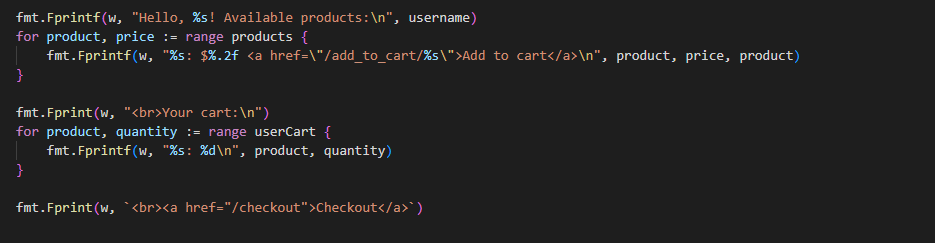 fmt.Fprintf(w, "Hello, %s! Available products:\n", username)
for product, price := range products {
    fmt.Fprintf(w, "%s: $%.2f <a href=\"/add_to_cart/%s\">Add to cart</a>\n", product, price, product)
}

fmt.Fprint(w, "<br>Your cart:\n")
for product, quantity := range userCart {
    fmt.Fprintf(w, "%s: %d\n", product, quantity)
}

fmt.Fprint(w, `<br><a href="/checkout">Checkout</a>`)